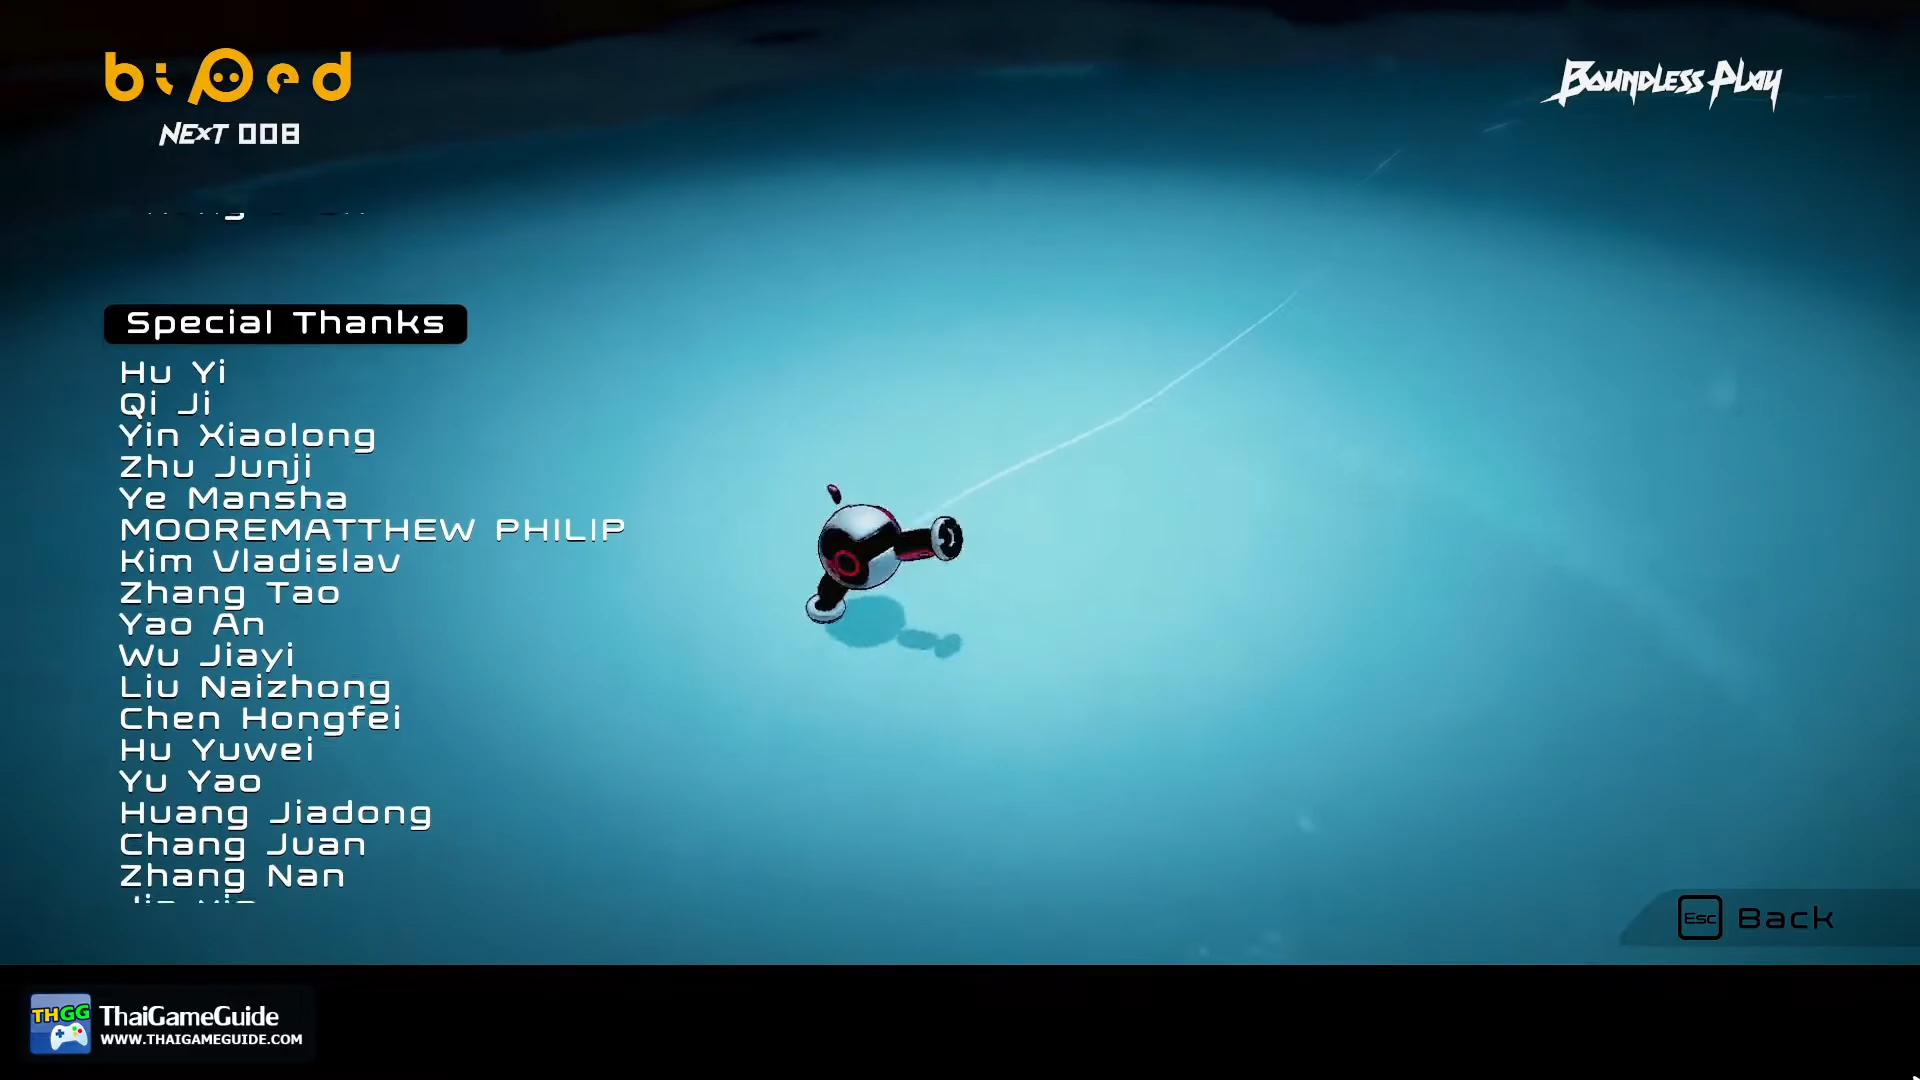 biped
NEXT 008
BOUNDLESS PLAY
Special Thanks
Hu Yi
Qi Ji
Yin Xiaolong
Zhu Junji
Ye Mansha
MOOREMATTHEW PHILIP
Kim Vladislav
Zhang Tao
Yao An
Wu Jiayi
Liu Naizhong
Chen Hongfei
Hu Yuwei
Yu Yao
Huang Jiadong
Chang Juan
Zhang Nan
Esc Back
THGG ThaiGameGuide
WWW.THAIGAMEGUIDE.COM